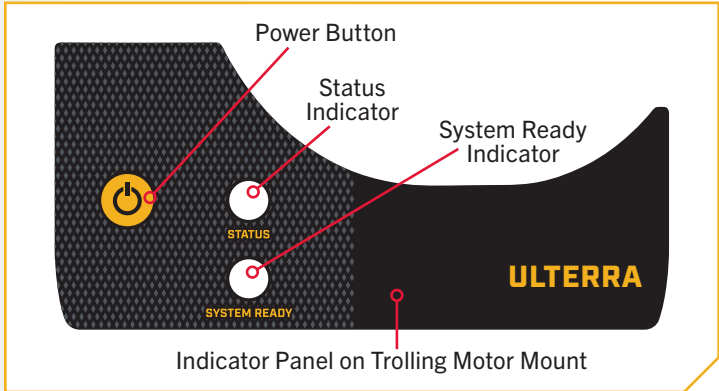 Power Button
Status
Indicator
System Ready
Indicator
STATUS
SYSTEM READY
ULTERRA
Indicator Panel on Trolling Motor Mount